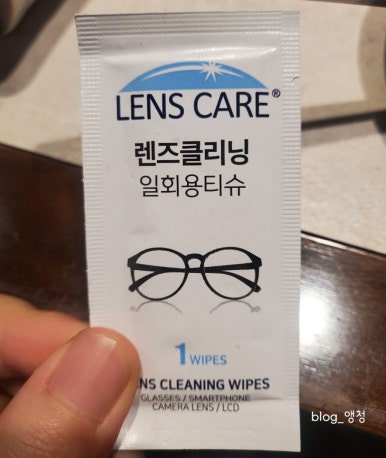 LENS CARE®
렌즈클리닝
일회용티슈
1 WIPES
ENS CLEANING WIPES
GLASSES / SMARTPHONE
CAMERA LENS / LCD
blog_앵청